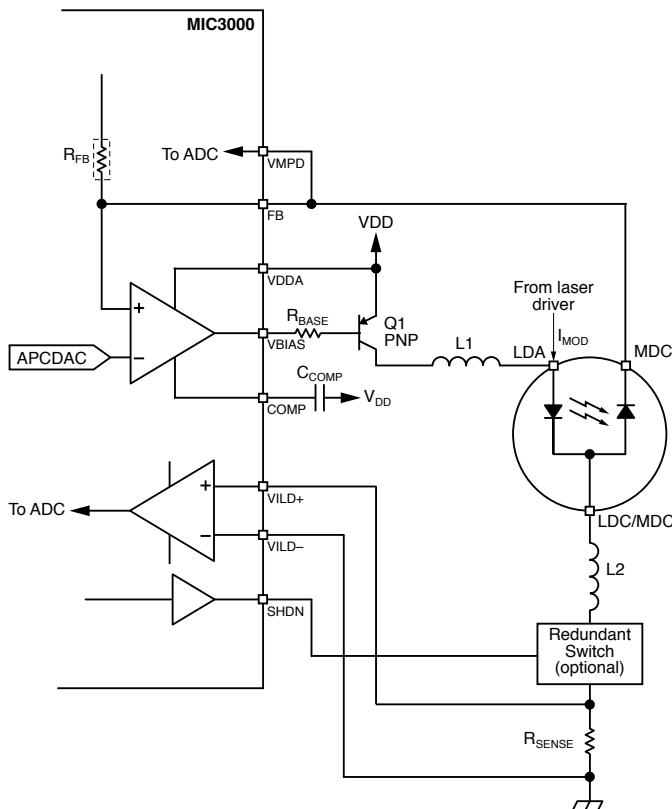 MIC3000
RFB
To ADC
VMPD
FB
VDD
VDDA
RBASE
Q1
PNP
From laser
driver
IMOD
L1
LDA
MDC
APCDAC
+
−
VBIAS
CCOMP
VDD
COMP
To ADC
+
−
VILD+
VILD−
LDC/MDC
L2
SHDN
Redundant
Switch
(optional)
RSENSE